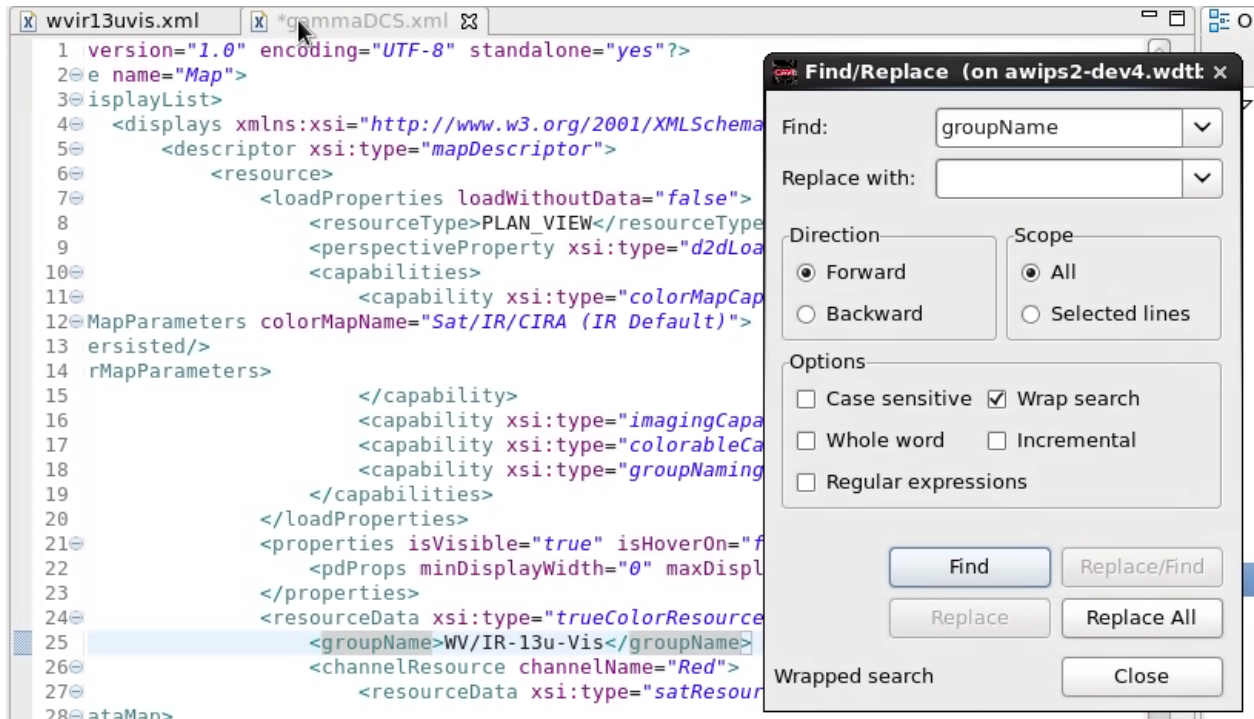 wvir13uvis.xml *gammaDCS.xml
1 version="1.0" encoding="UTF-8" standalone="yes"?>
2 e name="Map">
3 isplayList>
4 <displays xmlns:xsi="http://www.w3.org/2001/XMLSchema
5 <descriptor xsi:type="mapDescriptor">
6 <resource>
7 <loadProperties loadWithoutData="false">
8 <resourceType>PLAN_VIEW</resourceType
9 <perspectiveProperty xsi:type="d2dLoa
10 <capabilities>
11 <capability xsi:type="colorMapCap
12 MapParameters colorMapName="Sat/IR/CIRA (IR Default)">
13 ersisted/>
14 rMapParameters>
15 </capability>
16 <capability xsi:type="imagingCapa
17 <capability xsi:type="colorableCa
18 <capability xsi:type="groupNaming
19 </capabilities>
20 </loadProperties>
21 <properties isVisible="true" isHoverOn="f
22 <pdProps minDisplayWidth="0" maxDispl
23 </properties>
24 <resourceData xsi:type="trueColorResource
25 <groupName>WV/IR-13u-Vis</groupName>
26 <channelResource channelName="Red">
27 <resourceData xsi:type="satResour
28 ataMap>
Find/Replace (on awips2-dev4.wdtb
Find: groupName
Replace with:
Direction Scope
Forward All
Backward Selected lines
Options
Case sensitive Wrap search
Whole word Incremental
Regular expressions
Find Replace/Find
Replace Replace All
Wrapped search Close